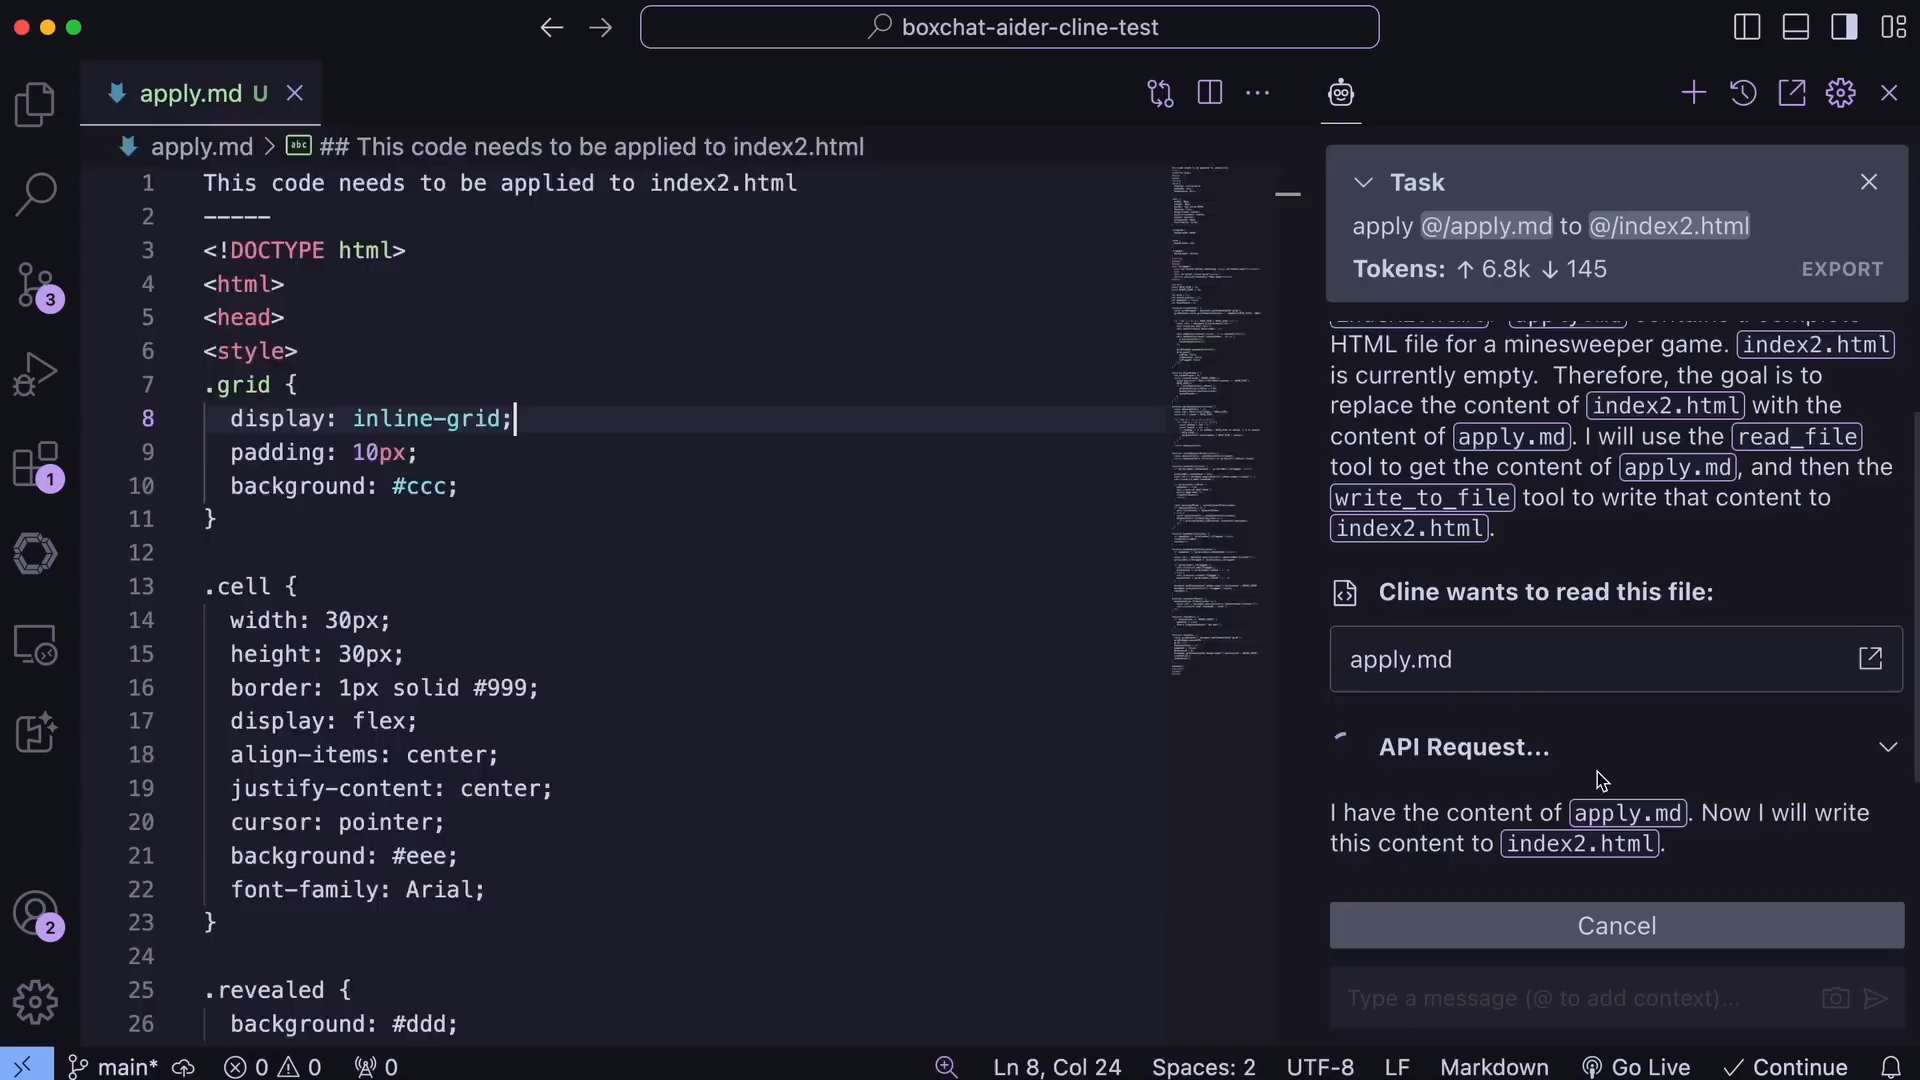 boxchat-aider-cline-test
apply.md U
apply.md > ## This code needs to be applied to index2.html
1 This code needs to be applied to index2.html
2 -----
3 <!DOCTYPE html>
4 <html>
5 <head>
6 <style>
7 .grid {
8 display: inline-grid;
9 padding: 10px;
10 background: #ccc;
11 }
12
13 .cell {
14 width: 30px;
15 height: 30px;
16 border: 1px solid #999;
17 display: flex;
18 align-items: center;
19 justify-content: center;
20 cursor: pointer;
21 background: #eee;
22 font-family: Arial;
23 }
24
25 .revealed {
26 background: #ddd;
3
1
2
Task
apply @/apply.md to @/index2.html
Tokens: ↑ 6.8k ↓ 145 EXPORT
HTML file for a minesweeper game. index2.html
is currently empty. Therefore, the goal is to
replace the content of index2.html with the
content of apply.md. I will use the read_file
tool to get the content of apply.md, and then the
write_to_file tool to write that content to
index2.html.
Cline wants to read this file:
apply.md
API Request...
I have the content of apply.md. Now I will write
this content to index2.html.
Cancel
Type a message (@ to add context)...
main* 0 0 0 Ln 8, Col 24 Spaces: 2 UTF-8 LF Markdown Go Live Continue